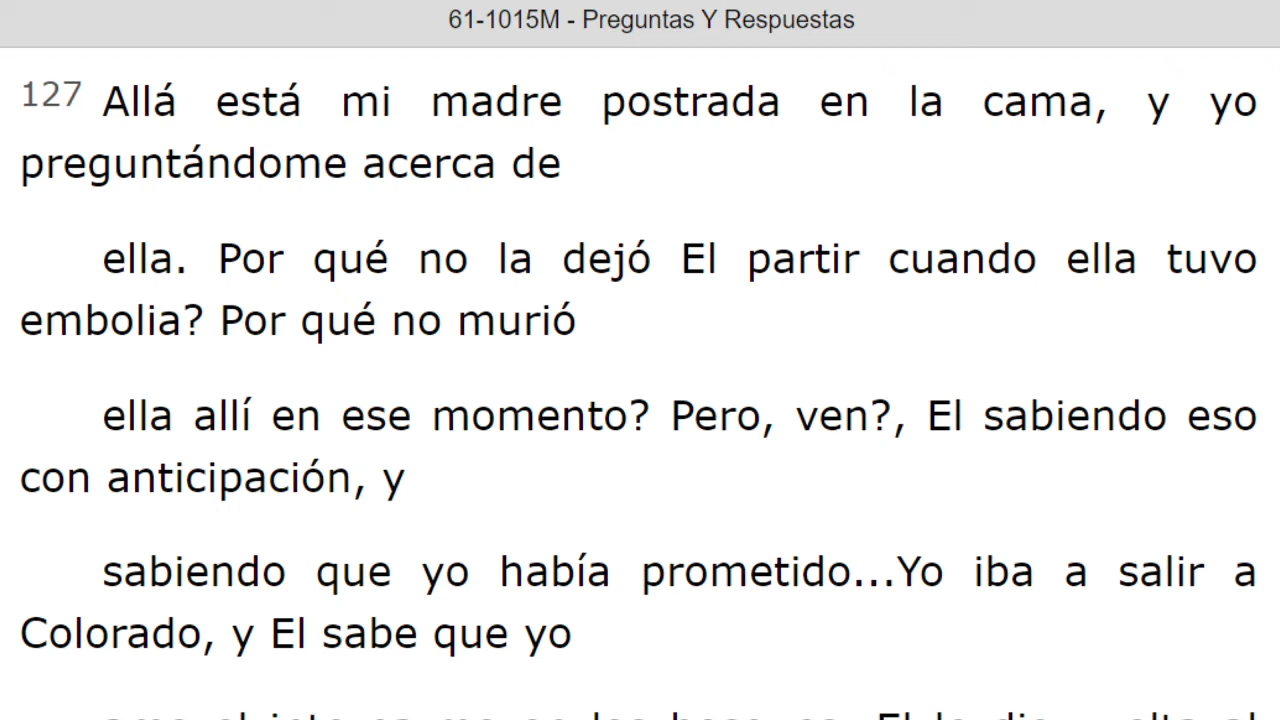 61-1015M - Preguntas Y Respuestas
127 Allá está mi madre postrada en la cama, y yo
preguntándome acerca de
ella. Por qué no la dejó El partir cuando ella tuvo
embolia? Por qué no murió
ella allí en ese momento? Pero, ven?, El sabiendo eso
con anticipación, y
sabiendo que yo había prometido...Yo iba a salir a
Colorado, y El sabe que yo